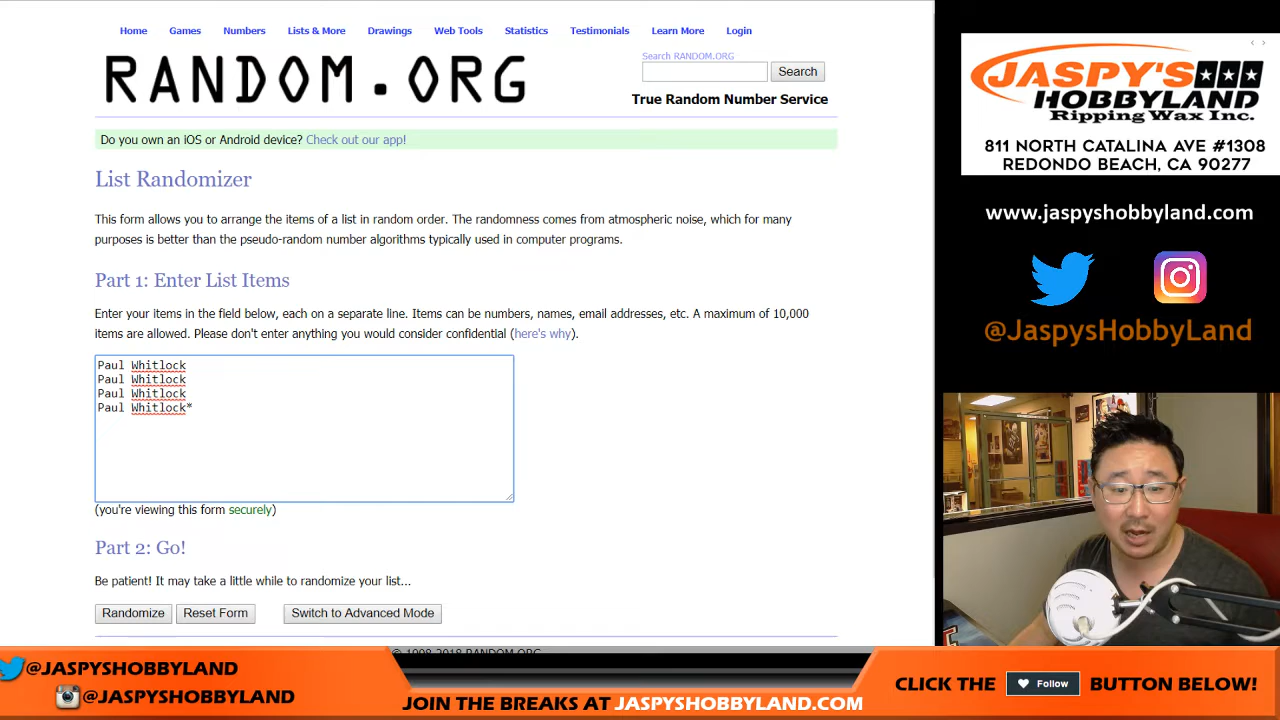 Home Games Numbers Lists & More Drawings Web Tools Statistics Testimonials Learn More Login
RANDOM.ORG
Search RANDOM.ORG
Search
True Random Number Service
Do you own an iOS or Android device? Check out our app!
List Randomizer
This form allows you to arrange the items of a list in random order. The randomness comes from atmospheric noise, which for many
purposes is better than the pseudo-random number algorithms typically used in computer programs.
Part 1: Enter List Items
Enter your items in the field below, each on a separate line. Items can be numbers, names, email addresses, etc. A maximum of 10,000
items are allowed. Please don't enter anything you would consider confidential (here's why).
Paul Whitlock
Paul Whitlock
Paul Whitlock
Paul Whitlock*
(you're viewing this form securely)
Part 2: Go!
Be patient! It may take a little while to randomize your list...
Randomize Reset Form Switch to Advanced Mode
© 1998-2018 RANDOM.ORG
JASPY'S
HOBBYLAND
Ripping Wax Inc.
811 NORTH CATALINA AVE #1308
REDONDO BEACH, CA 90277
www.jaspyshobbyland.com
@JaspysHobbyLand
@JASPYSHOBBYLAND
@JASPYSHOBBYLAND
JOIN THE BREAKS AT JASPYSHOBBYLAND.COM
CLICK THE Follow BUTTON BELOW!